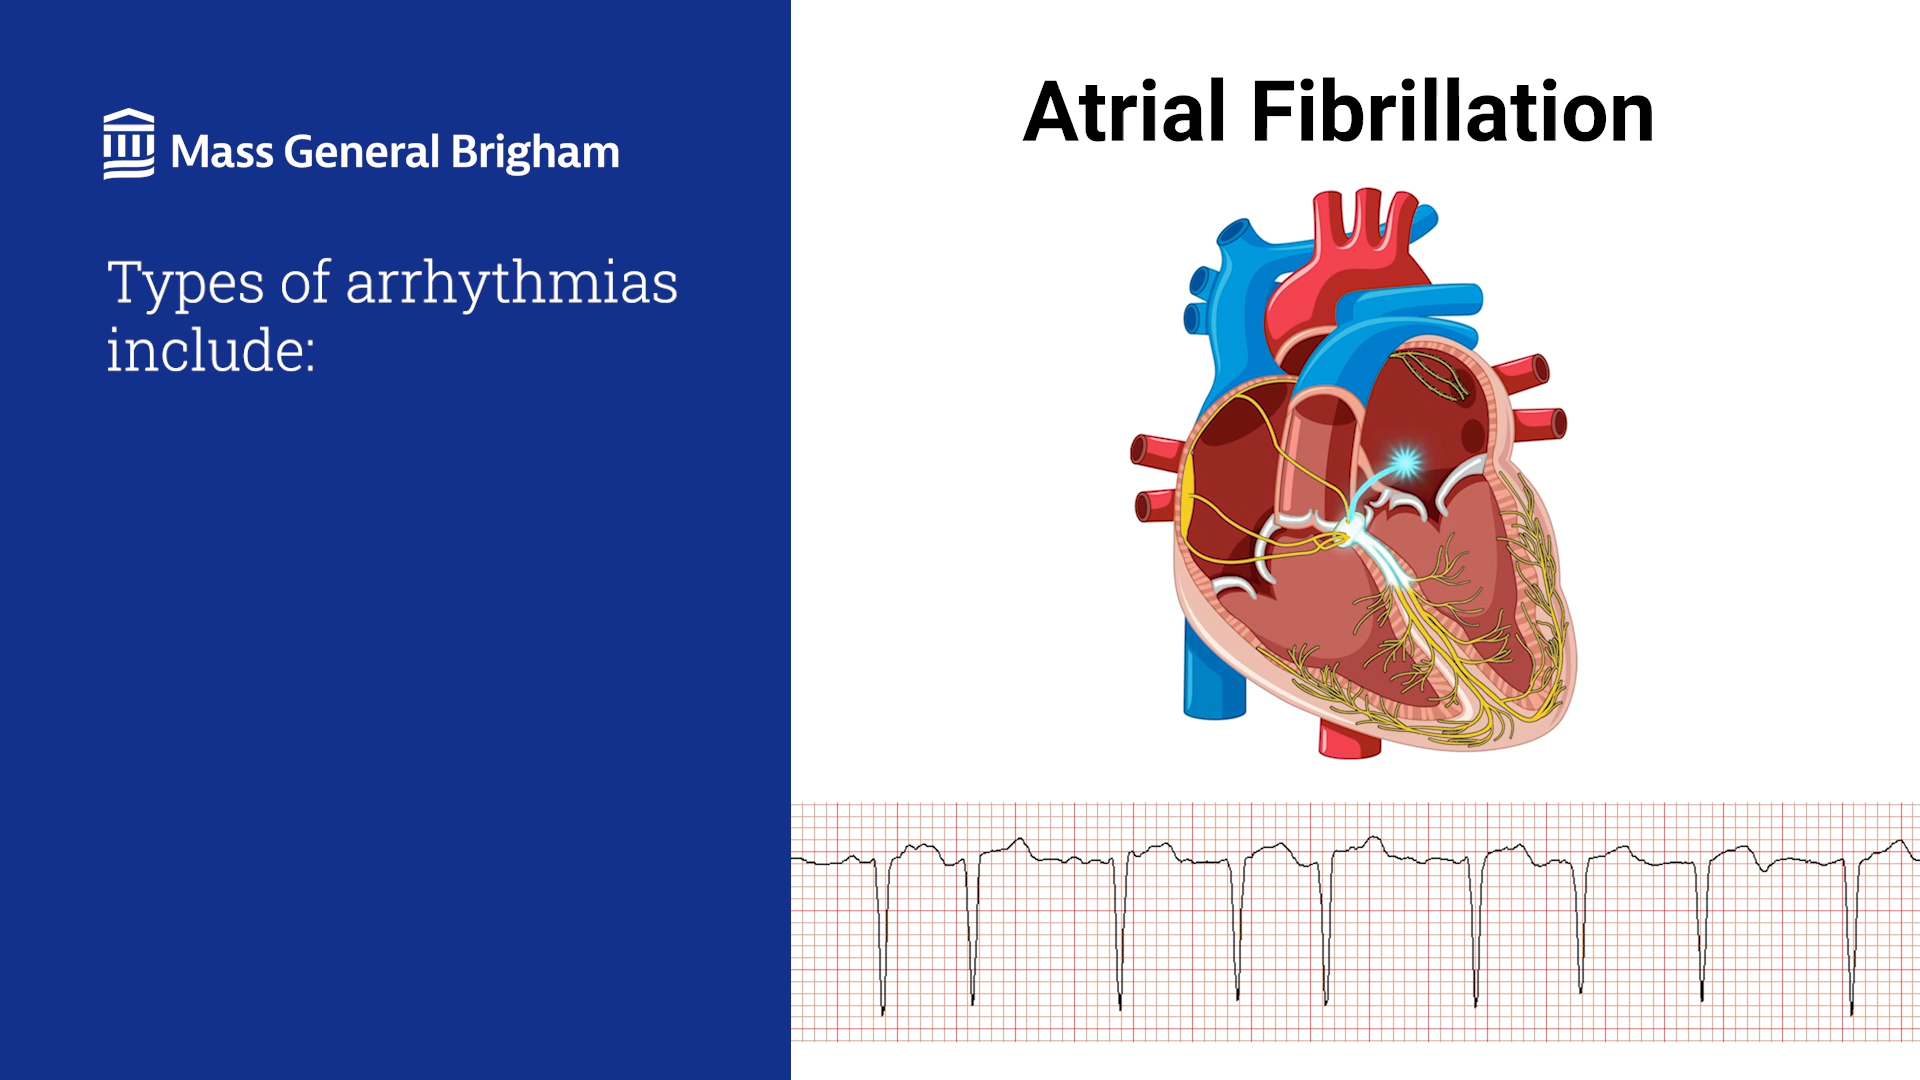 Mass General Brigham
Types of arrhythmias
include:
Atrial Fibrillation